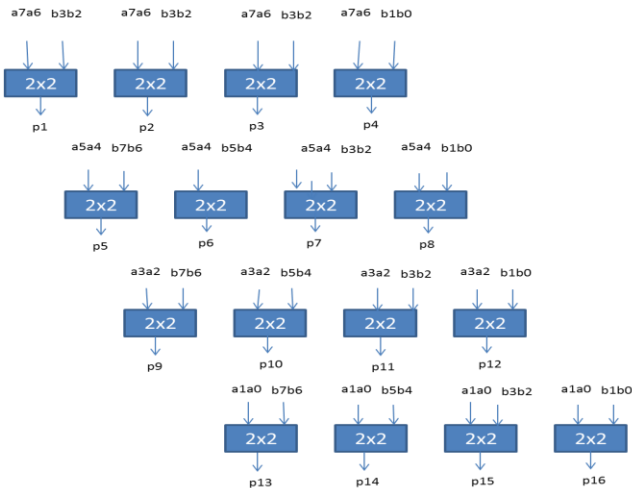 a7a6 b3b2 a7a6 b3b2 a7a6 b3b2 a7a6 b1b0
2x2 2x2 2x2 2x2
p1 p2 p3 p4
a5a4 b7b6 a5a4 b5b4 a5a4 b3b2 a5a4 b1b0
2x2 2x2 2x2 2x2
p5 p6 p7 p8
a3a2 b7b6 a3a2 b5b4 a3a2 b3b2 a3a2 b1b0
2x2 2x2 2x2 2x2
p9 p10 p11 p12
a1a0 b7b6 a1a0 b5b4 a1a0 b3b2 a1a0 b1b0
2x2 2x2 2x2 2x2
p13 p14 p15 p16